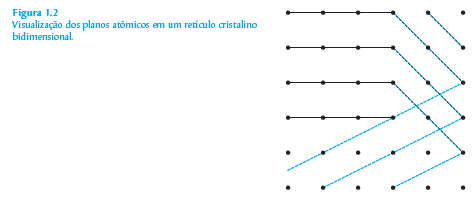 Figura 1.2
Visualização dos planos atômicos em um retículo cristalino
bidimensional.